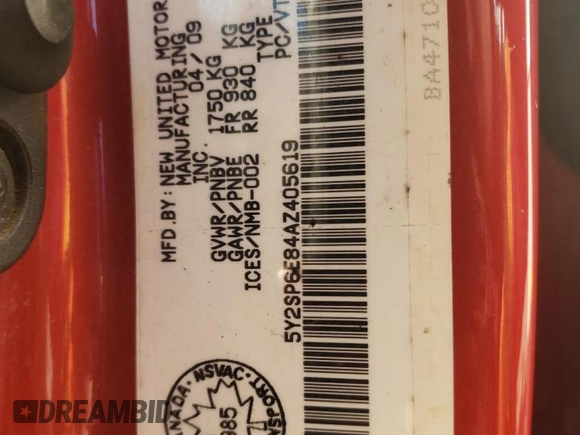 MFD.BY: NEW UNITED MOTOR
MANUFACTURING
INC. 04/09
GVWR/PNBV 1750 KG
GAWR/PNBE FR 930 KG
ICES/NMB-002 RR 840 KG
TYPE
PC/VT
5Y2SP6E84AZ405619
BA4710
NSVAC
DREAMBID